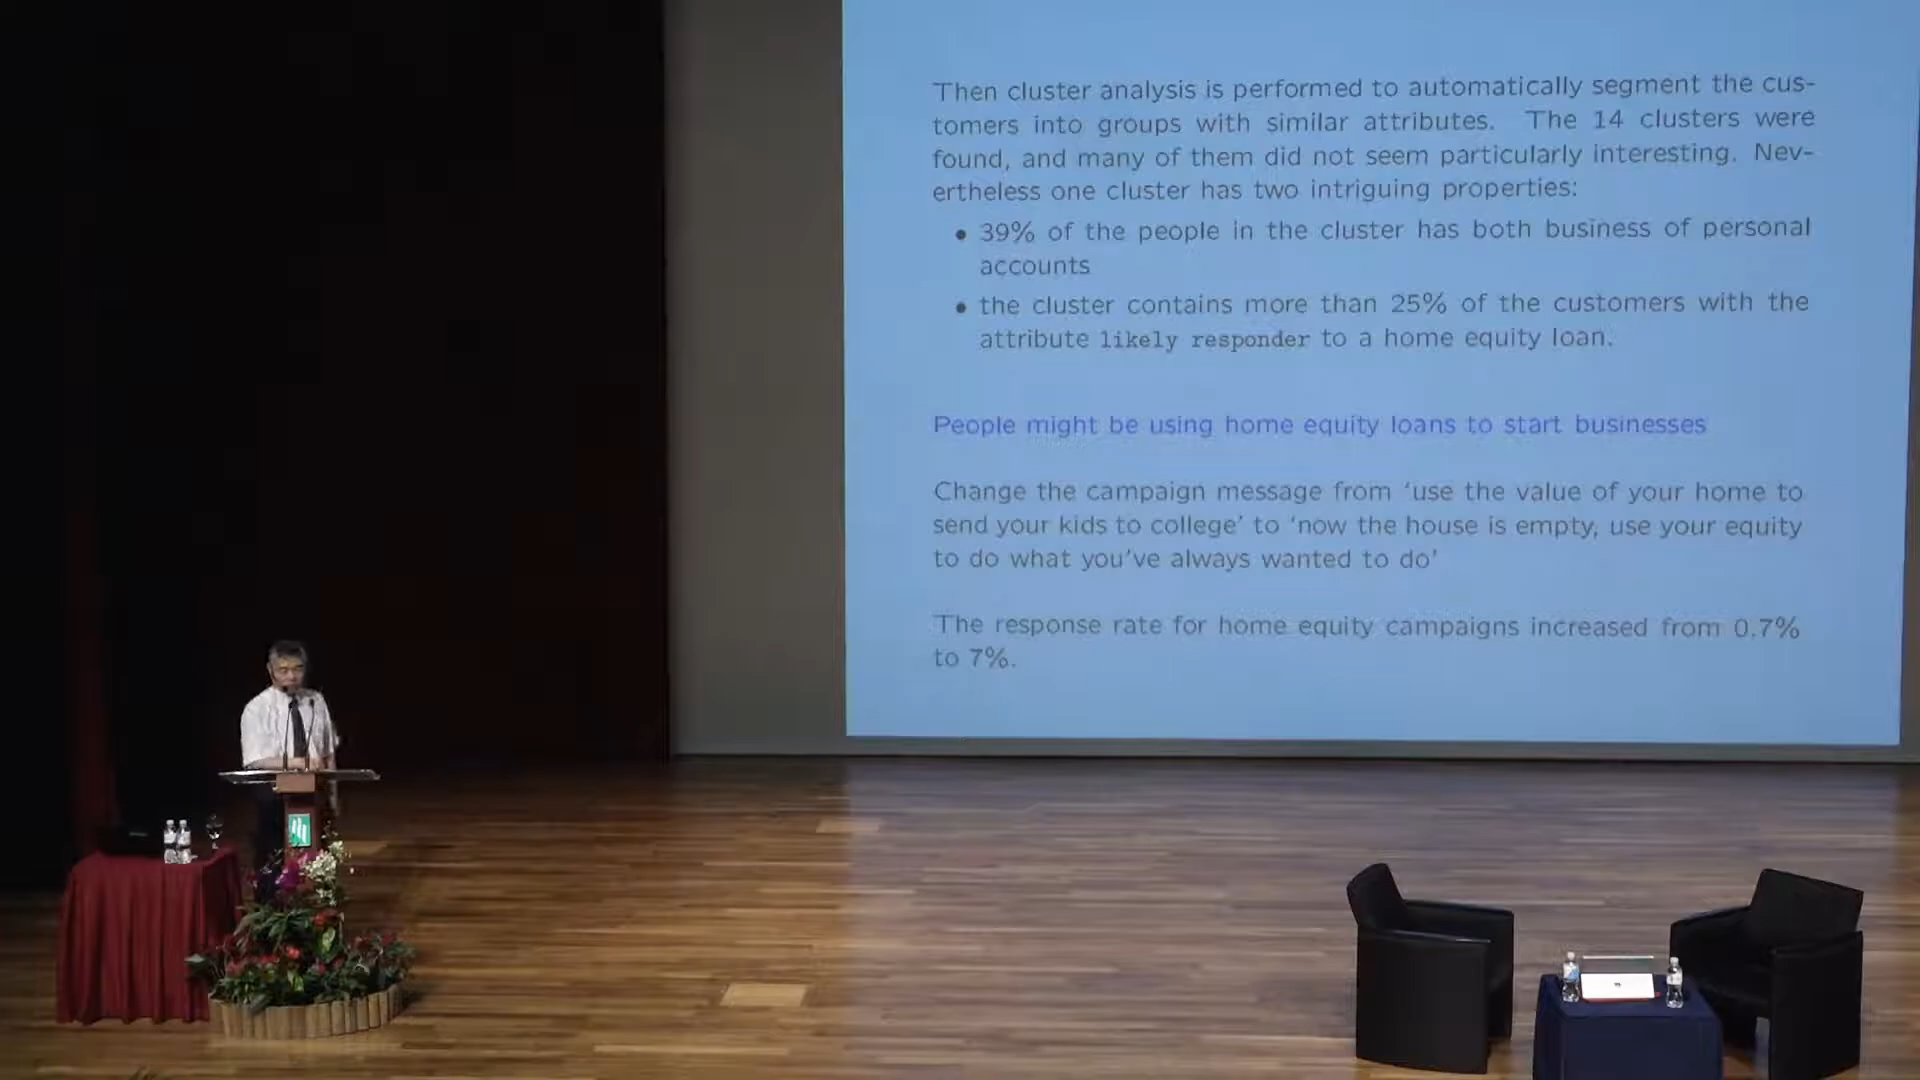 Then cluster analysis is performed to automatically segment the cus-
tomers into groups with similar attributes. The 14 clusters were
found, and many of them did not seem particularly interesting. Nev-
ertheless one cluster has two intriguing properties:
• 39% of the people in the cluster has both business of personal
accounts
• the cluster contains more than 25% of the customers with the
attribute likely responder to a home equity loan.
People might be using home equity loans to start businesses
Change the campaign message from ‘use the value of your home to
send your kids to college’ to ‘now the house is empty, use your equity
to do what you’ve always wanted to do’
The response rate for home equity campaigns increased from 0.7%
to 7%.